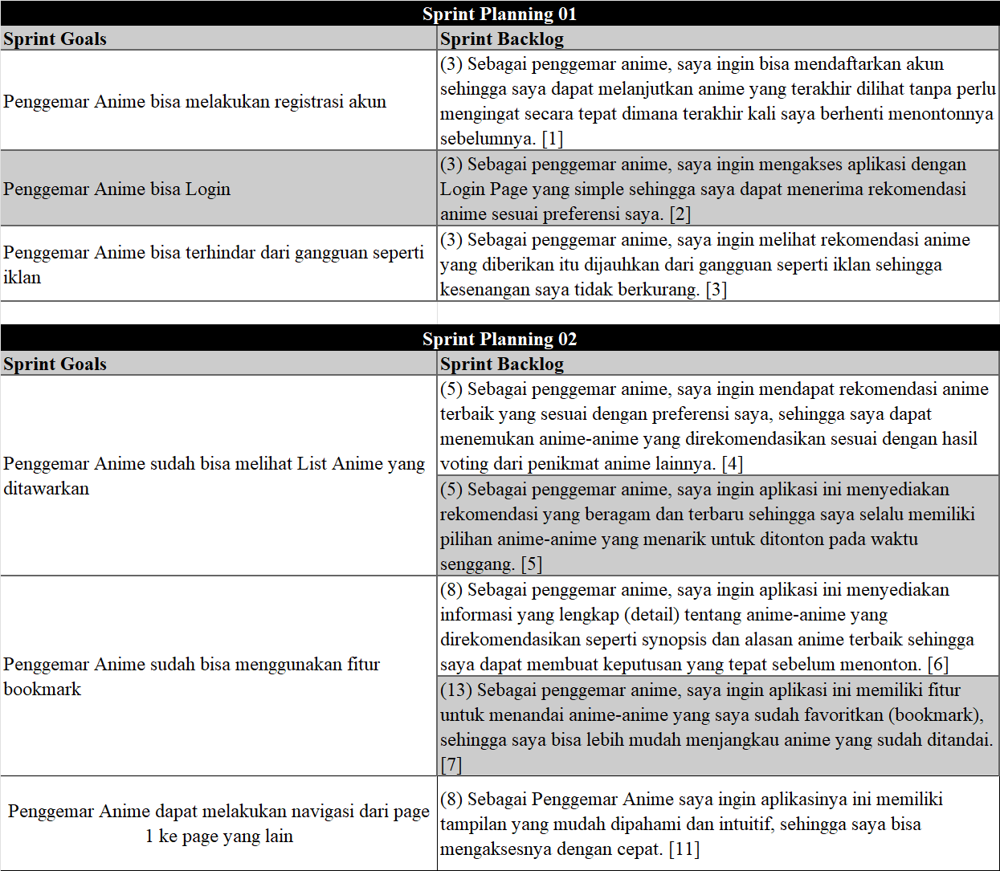 Sprint Planning 01
Sprint Goals
Sprint Backlog
Penggemar Anime bisa melakukan registrasi akun
(3) Sebagai penggemar anime, saya ingin bisa mendaftarkan akun
sehingga saya dapat melanjutkan anime yang terakhir dilihat tanpa perlu
mengingat secara tepat dimana terakhir kali saya berhenti menontonnya
sebelumnya. [1]
Penggemar Anime bisa Login
(3) Sebagai penggemar anime, saya ingin mengakses aplikasi dengan
Login Page yang simple sehingga saya dapat menerima rekomendasi
anime sesuai preferensi saya. [2]
Penggemar Anime bisa terhindar dari gangguan seperti
iklan
(3) Sebagai penggemar anime, saya ingin melihat rekomendasi anime
yang diberikan itu dijauhkan dari gangguan seperti iklan sehingga
kesenangan saya tidak berkurang. [3]
Sprint Planning 02
Sprint Goals
Sprint Backlog
Penggemar Anime sudah bisa melihat List Anime yang
ditawarkan
(5) Sebagai penggemar anime, saya ingin mendapat rekomendasi anime
terbaik yang sesuai dengan preferensi saya, sehingga saya dapat
menemukan anime-anime yang direkomendasikan sesuai dengan hasil
voting dari penikmat anime lainnya. [4]
(5) Sebagai penggemar anime, saya ingin aplikasi ini menyediakan
rekomendasi yang beragam dan terbaru sehingga saya selalu memiliki
pilihan anime-anime yang menarik untuk ditonton pada waktu
senggang. [5]
Penggemar Anime sudah bisa menggunakan fitur
bookmark
(8) Sebagai penggemar anime, saya ingin aplikasi ini menyediakan
informasi yang lengkap (detail) tentang anime-anime yang
direkomendasikan seperti synopsis dan alasan anime terbaik sehingga
saya dapat membuat keputusan yang tepat sebelum menonton. [6]
(13) Sebagai penggemar anime, saya ingin aplikasi ini memiliki fitur
untuk menandai anime-anime yang saya sudah favoritkan (bookmark),
sehingga saya bisa lebih mudah menjangkau anime yang sudah ditandai.
[7]
Penggemar Anime dapat melakukan navigasi dari page
1 ke page yang lain
(8) Sebagai Penggemar Anime saya ingin aplikasinya ini memiliki
tampilan yang mudah dipahami dan intuitif, sehingga saya bisa
mengaksesnya dengan cepat. [11]